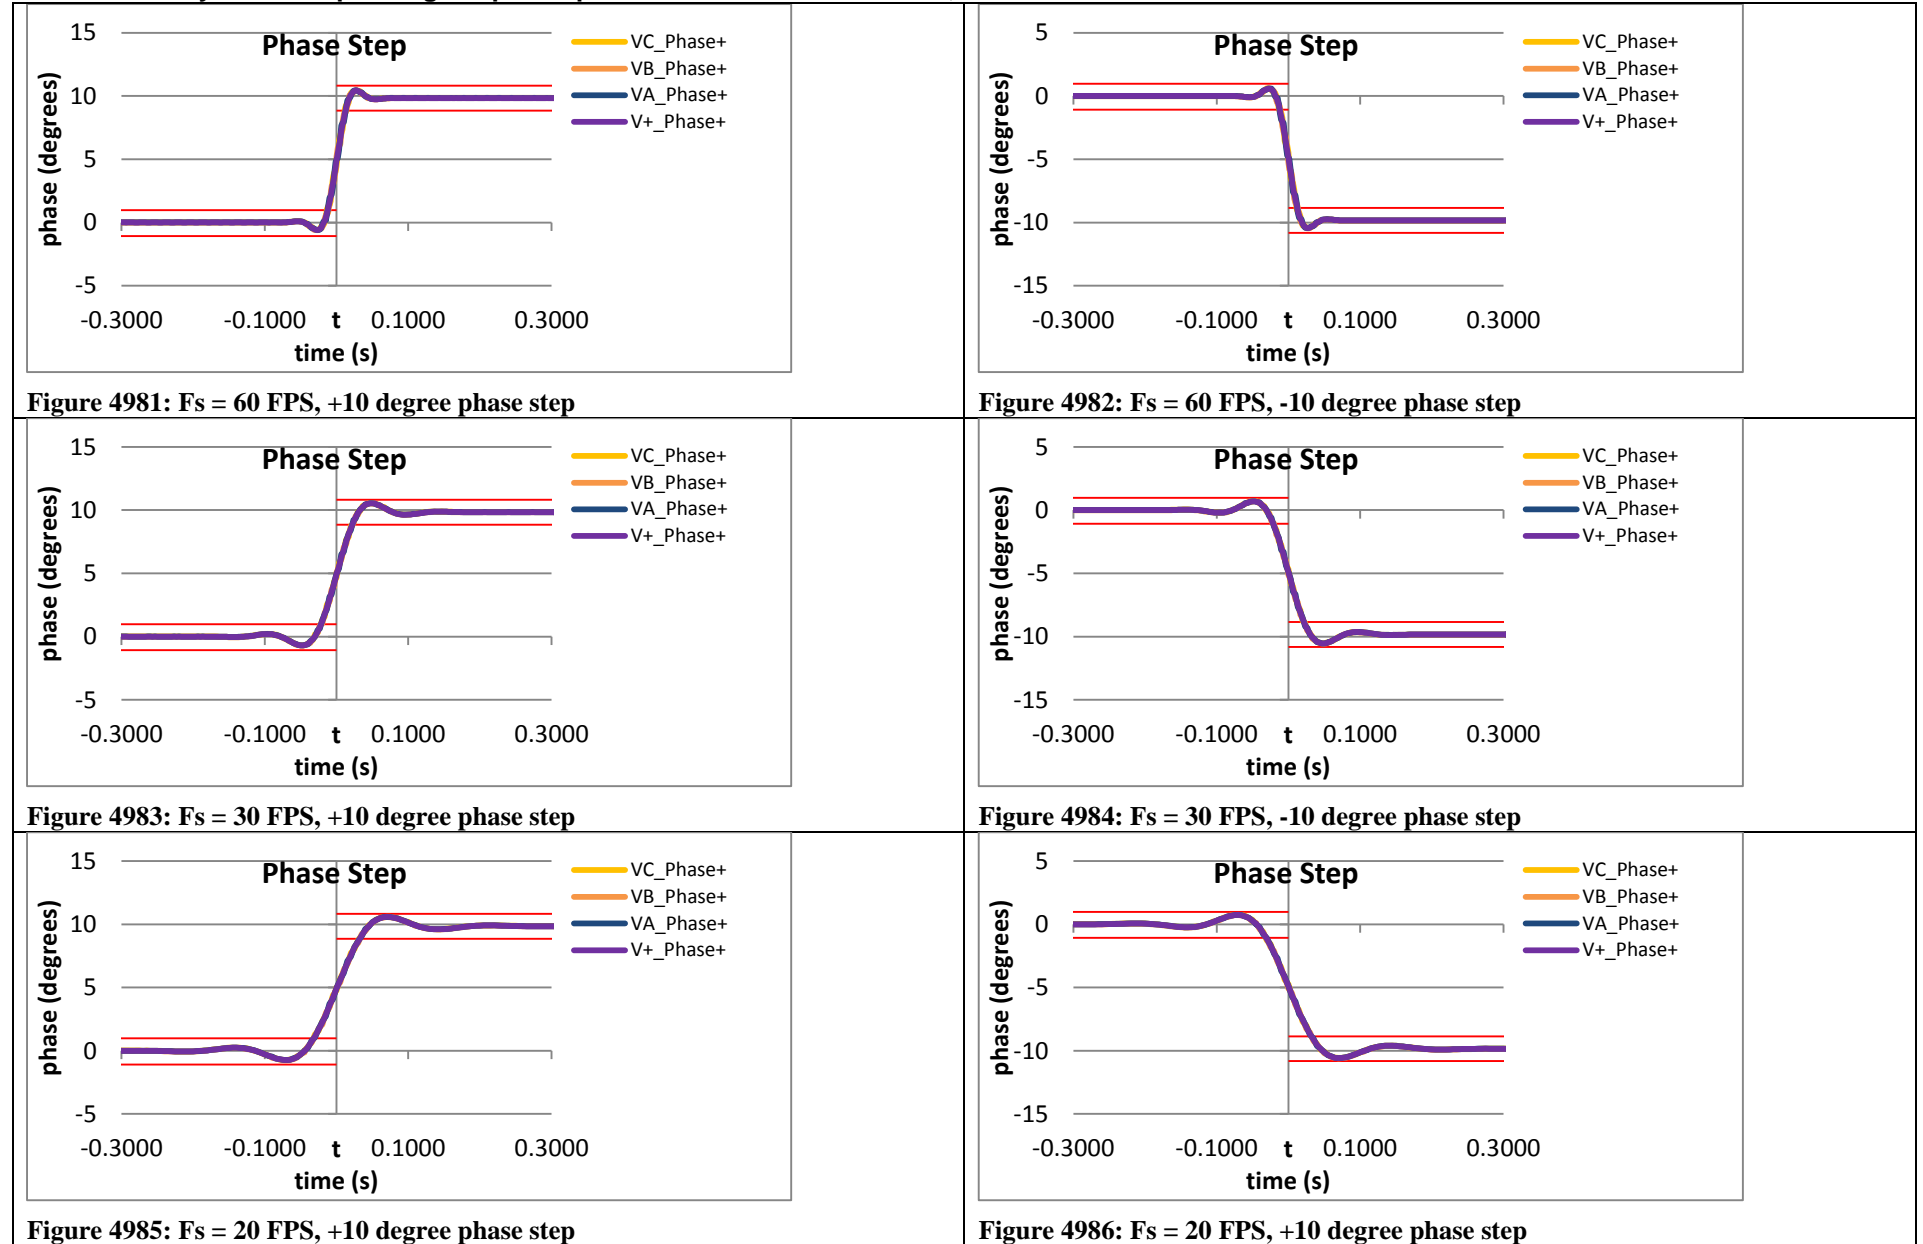 Phase Step
15
10
5
0
-5
phase (degrees)
-0.3000 -0.1000 t 0.1000 0.3000
time (s)
VC_Phase+
VB_Phase+
VA_Phase+
V+_Phase+
Figure 4981: Fs = 60 FPS, +10 degree phase step
Phase Step
5
0
-5
-10
-15
phase (degrees)
-0.3000 -0.1000 t 0.1000 0.3000
time (s)
VC_Phase+
VB_Phase+
VA_Phase+
V+_Phase+
Figure 4982: Fs = 60 FPS, -10 degree phase step
Phase Step
15
10
5
0
-5
phase (degrees)
-0.3000 -0.1000 t 0.1000 0.3000
time (s)
VC_Phase+
VB_Phase+
VA_Phase+
V+_Phase+
Figure 4983: Fs = 30 FPS, +10 degree phase step
Phase Step
5
0
-5
-10
-15
phase (degrees)
-0.3000 -0.1000 t 0.1000 0.3000
time (s)
VC_Phase+
VB_Phase+
VA_Phase+
V+_Phase+
Figure 4984: Fs = 30 FPS, -10 degree phase step
Phase Step
15
10
5
0
-5
phase (degrees)
-0.3000 -0.1000 t 0.1000 0.3000
time (s)
VC_Phase+
VB_Phase+
VA_Phase+
V+_Phase+
Figure 4985: Fs = 20 FPS, +10 degree phase step
Phase Step
5
0
-5
-10
-15
phase (degrees)
-0.3000 -0.1000 t 0.1000 0.3000
time (s)
VC_Phase+
VB_Phase+
VA_Phase+
V+_Phase+
Figure 4986: Fs = 20 FPS, +10 degree phase step